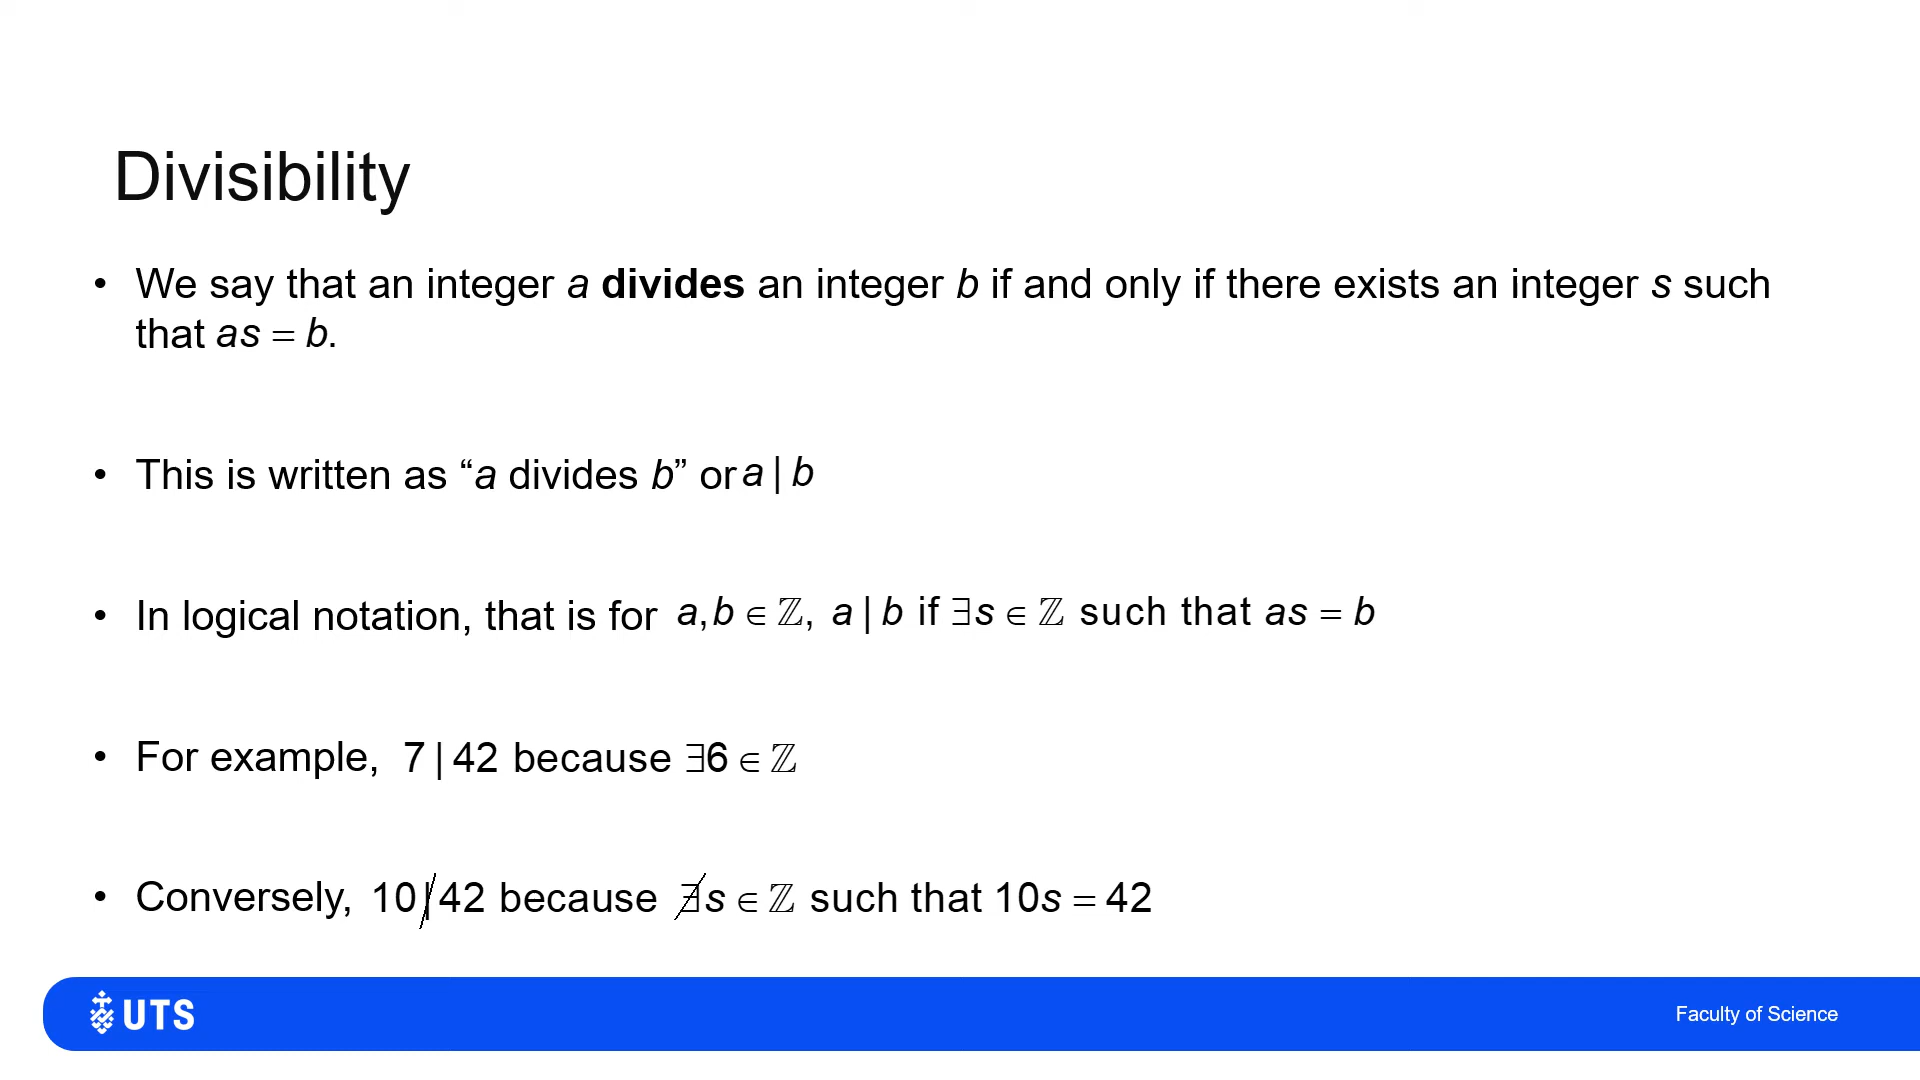 Divisibility
• We say that an integer a divides an integer b if and only if there exists an integer s such
that as = b.
• This is written as “a divides b” or a | b
• In logical notation, that is for a,b ∈ ℤ, a | b if ∃s ∈ ℤ such that as = b
• For example, 7 | 42 because ∃6 ∈ ℤ
• Conversely, 10 ∤ 42 because ∄s ∈ ℤ such that 10s = 42
UTS
Faculty of Science